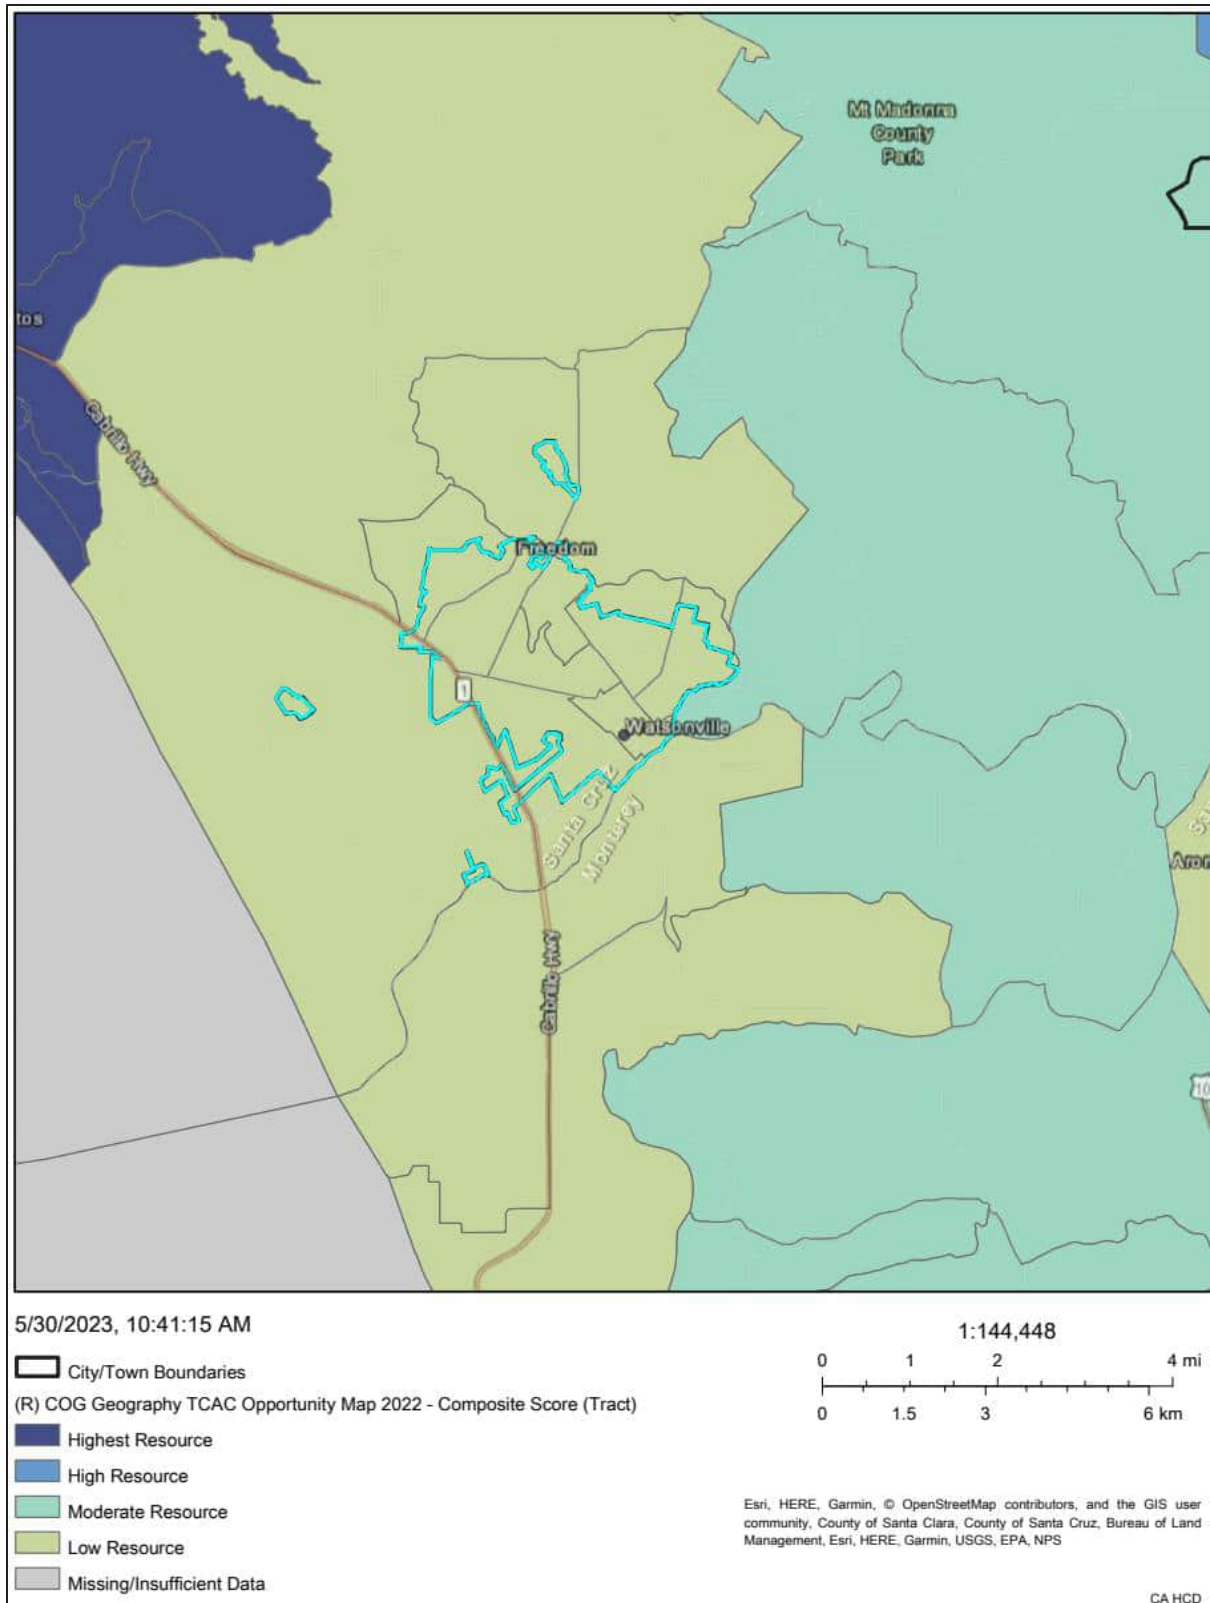 Mt Madonna
County
Park
tos
Cabrillo Hwy
Freedom
1
Watsonville
Santa Cruz
Monterey
Aron
Cabrillo Hwy
10
5/30/2023, 10:41:15 AM
City/Town Boundaries
(R) COG Geography TCAC Opportunity Map 2022 - Composite Score (Tract)
Highest Resource
High Resource
Moderate Resource
Low Resource
Missing/Insufficient Data
1:144,448
0 1 2 4 mi
0 1.5 3 6 km
Esri, HERE, Garmin, © OpenStreetMap contributors, and the GIS user
community, County of Santa Clara, County of Santa Cruz, Bureau of Land
Management, Esri, HERE, Garmin, USGS, EPA, NPS
CA HCD